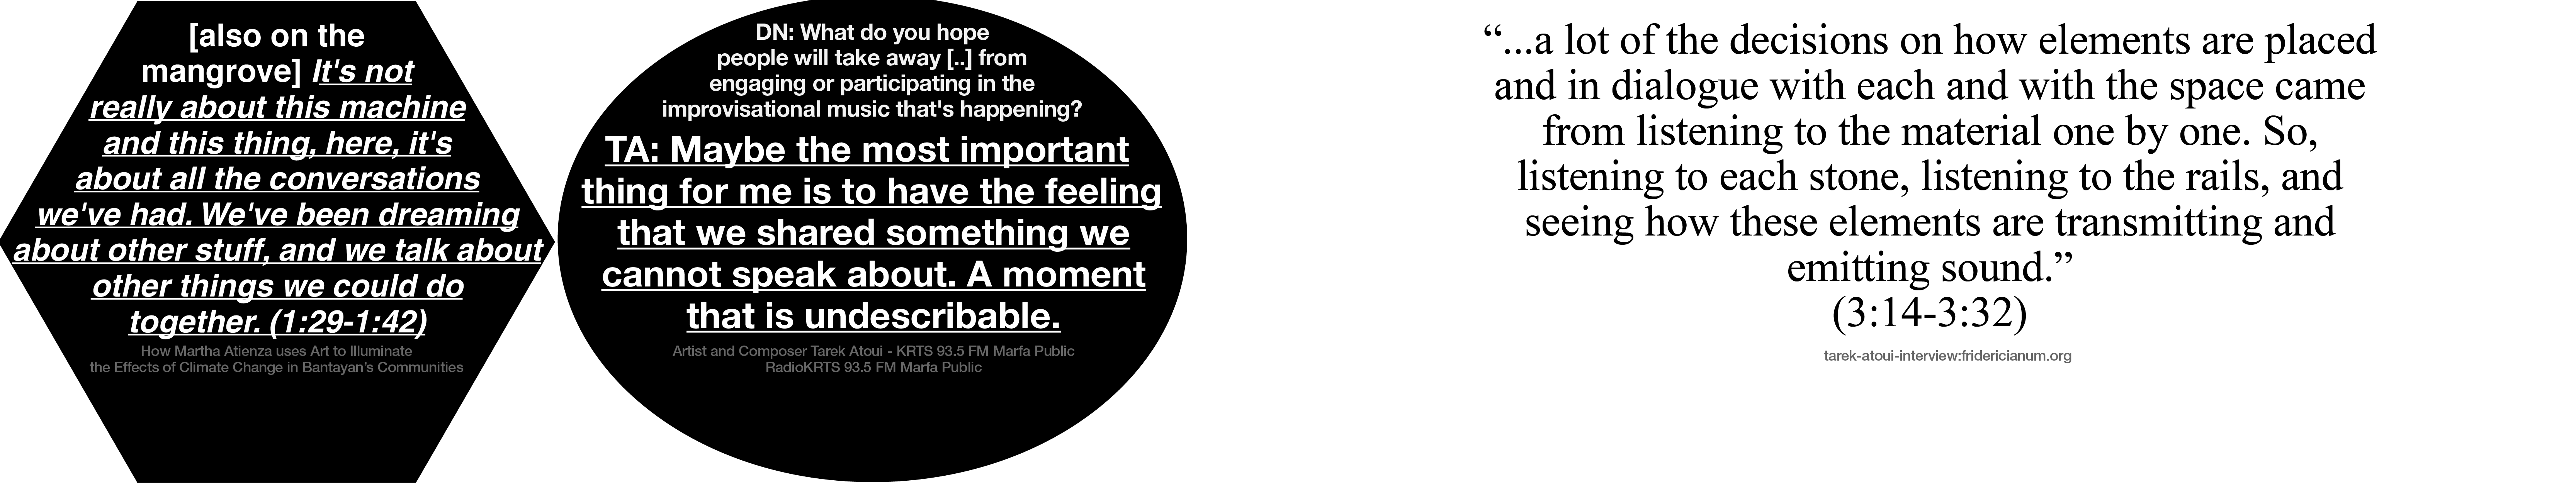 [also on the
mangrove] It's not
really about this machine
and this thing, here, it's
about all the conversations
we've had. We've been dreaming
about other stuff, and we talk about
other things we could do
together. (1:29-1:42)
How Martha Atienza uses Art to Illuminate
the Effects of Climate Change in Bantayan’s Communities
DN: What do you hope
people will take away [..] from
engaging or participating in the
improvisational music that's happening?
TA: Maybe the most important
thing for me is to have the feeling
that we shared something we
cannot speak about. A moment
that is undescribable.
Artist and Composer Tarek Atoui - KRTS 93.5 FM Marfa Public
RadioKRTS 93.5 FM Marfa Public
“...a lot of the decisions on how elements are placed
and in dialogue with each and with the space came
from listening to the material one by one. So,
listening to each stone, listening to the rails, and
seeing how these elements are transmitting and
emitting sound.”
(3:14-3:32)
tarek-atoui-interview:fridericianum.org